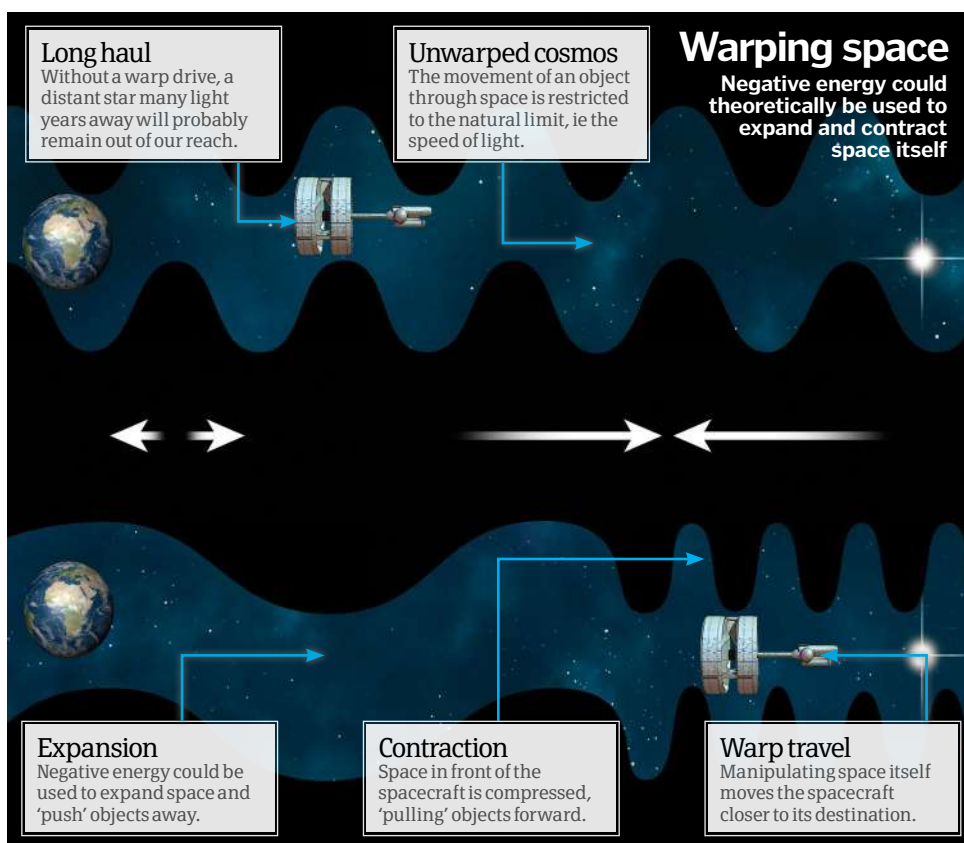 Long haul
Without a warp drive, a
distant star many light
years away will probably
remain out of our reach.
Unwarped cosmos
The movement of an object
through space is restricted
to the natural limit, ie the
speed of light.
Warping space
Negative energy could
theoretically be used to
expand and contract
space itself
Expansion
Negative energy could be
used to expand space and
‘push’ objects away.
Contraction
Space in front of the
spacecraft is compressed,
‘pulling’ objects forward.
Warp travel
Manipulating space itself
moves the spacecraft
closer to its destination.